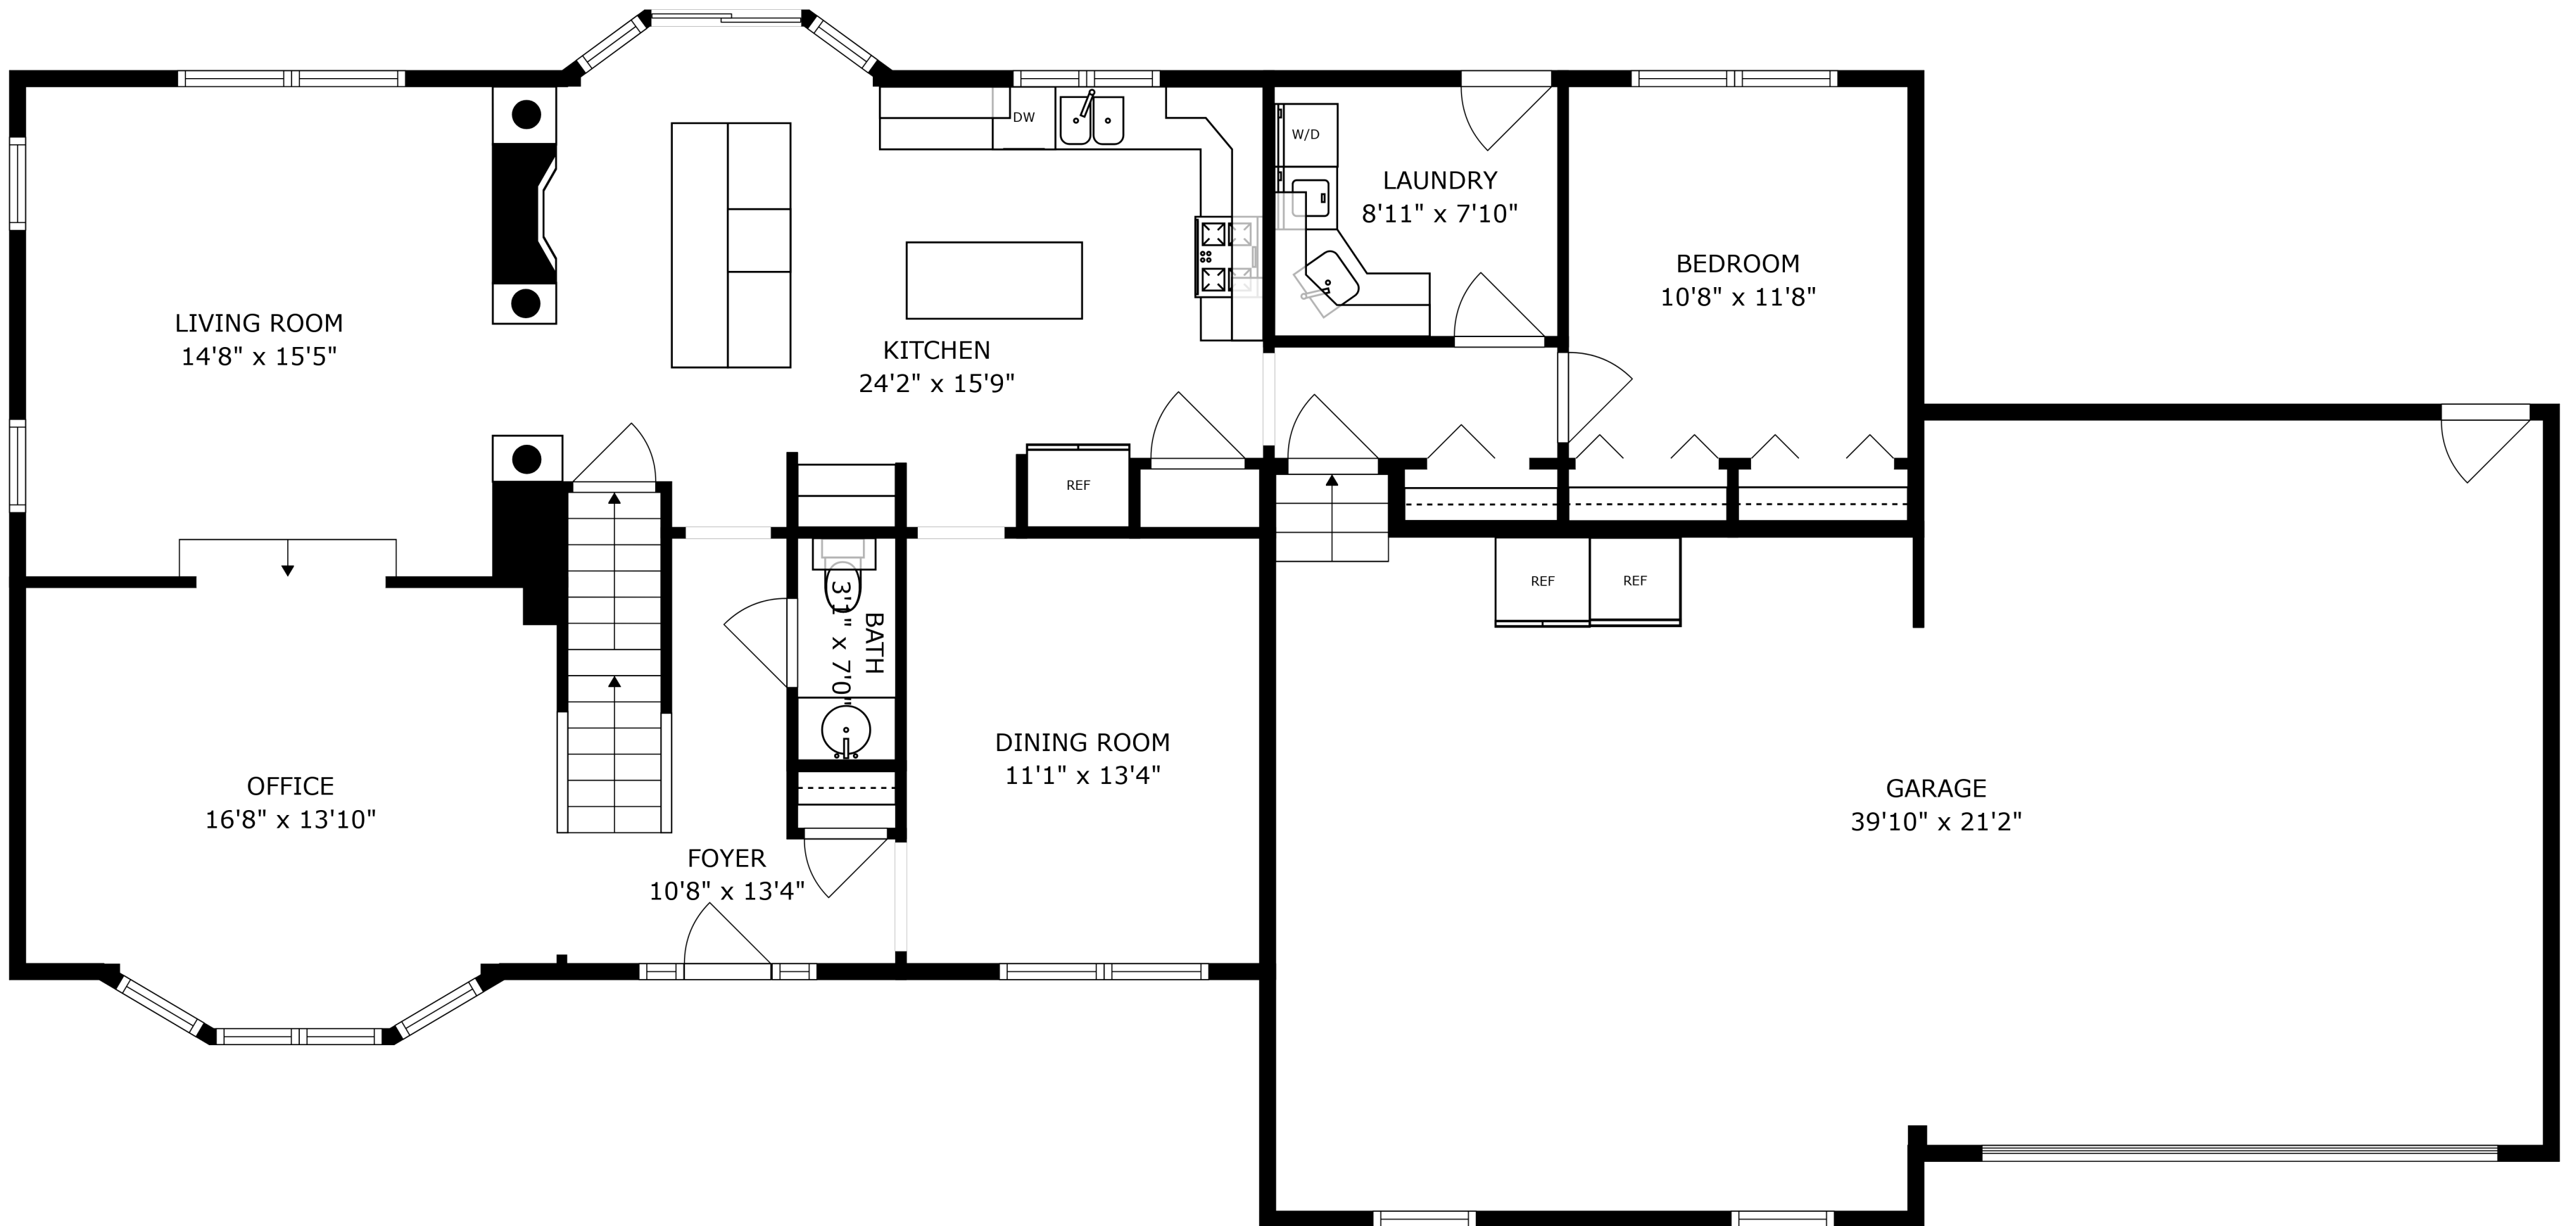 DW
W/D
LAUNDRY
8'11" x 7'10"
BEDROOM
10'8" x 11'8"
LIVING ROOM
14'8" x 15'5"
KITCHEN
24'2" x 15'9"
REF
REF
REF
BATH
3'1" x 7'0"
DINING ROOM
11'1" x 13'4"
OFFICE
16'8" x 13'10"
GARAGE
39'10" x 21'2"
FOYER
10'8" x 13'4"